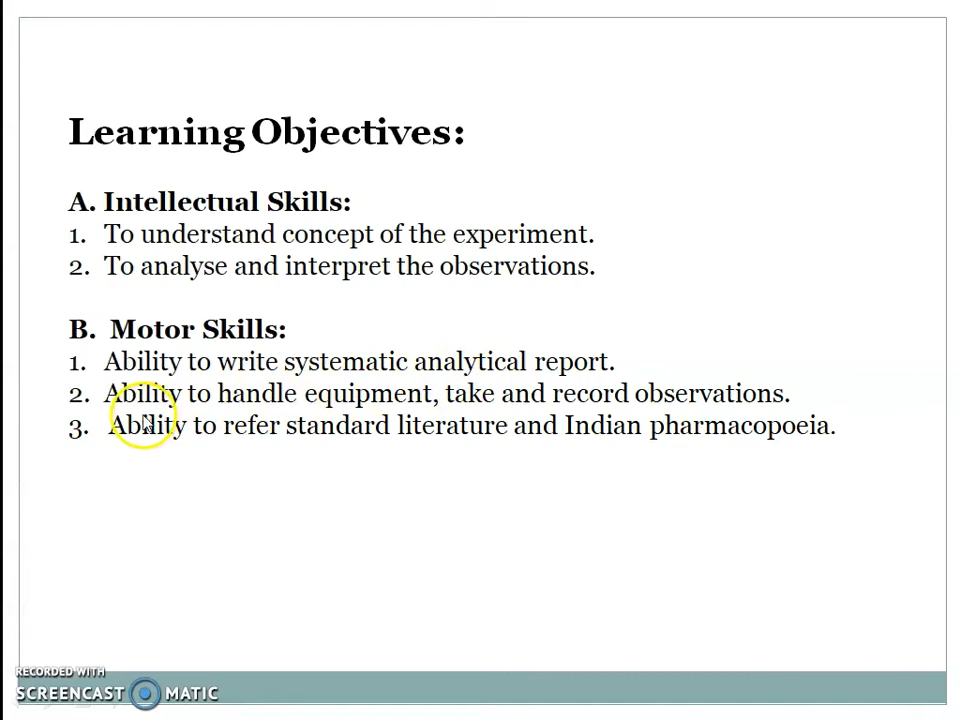 Learning Objectives:
A. Intellectual Skills:
1. To understand concept of the experiment.
2. To analyse and interpret the observations.
B. Motor Skills:
1. Ability to write systematic analytical report.
2. Ability to handle equipment, take and record observations.
3. Ability to refer standard literature and Indian pharmacopoeia.
RECORDED WITH
SCREENCAST MATIC